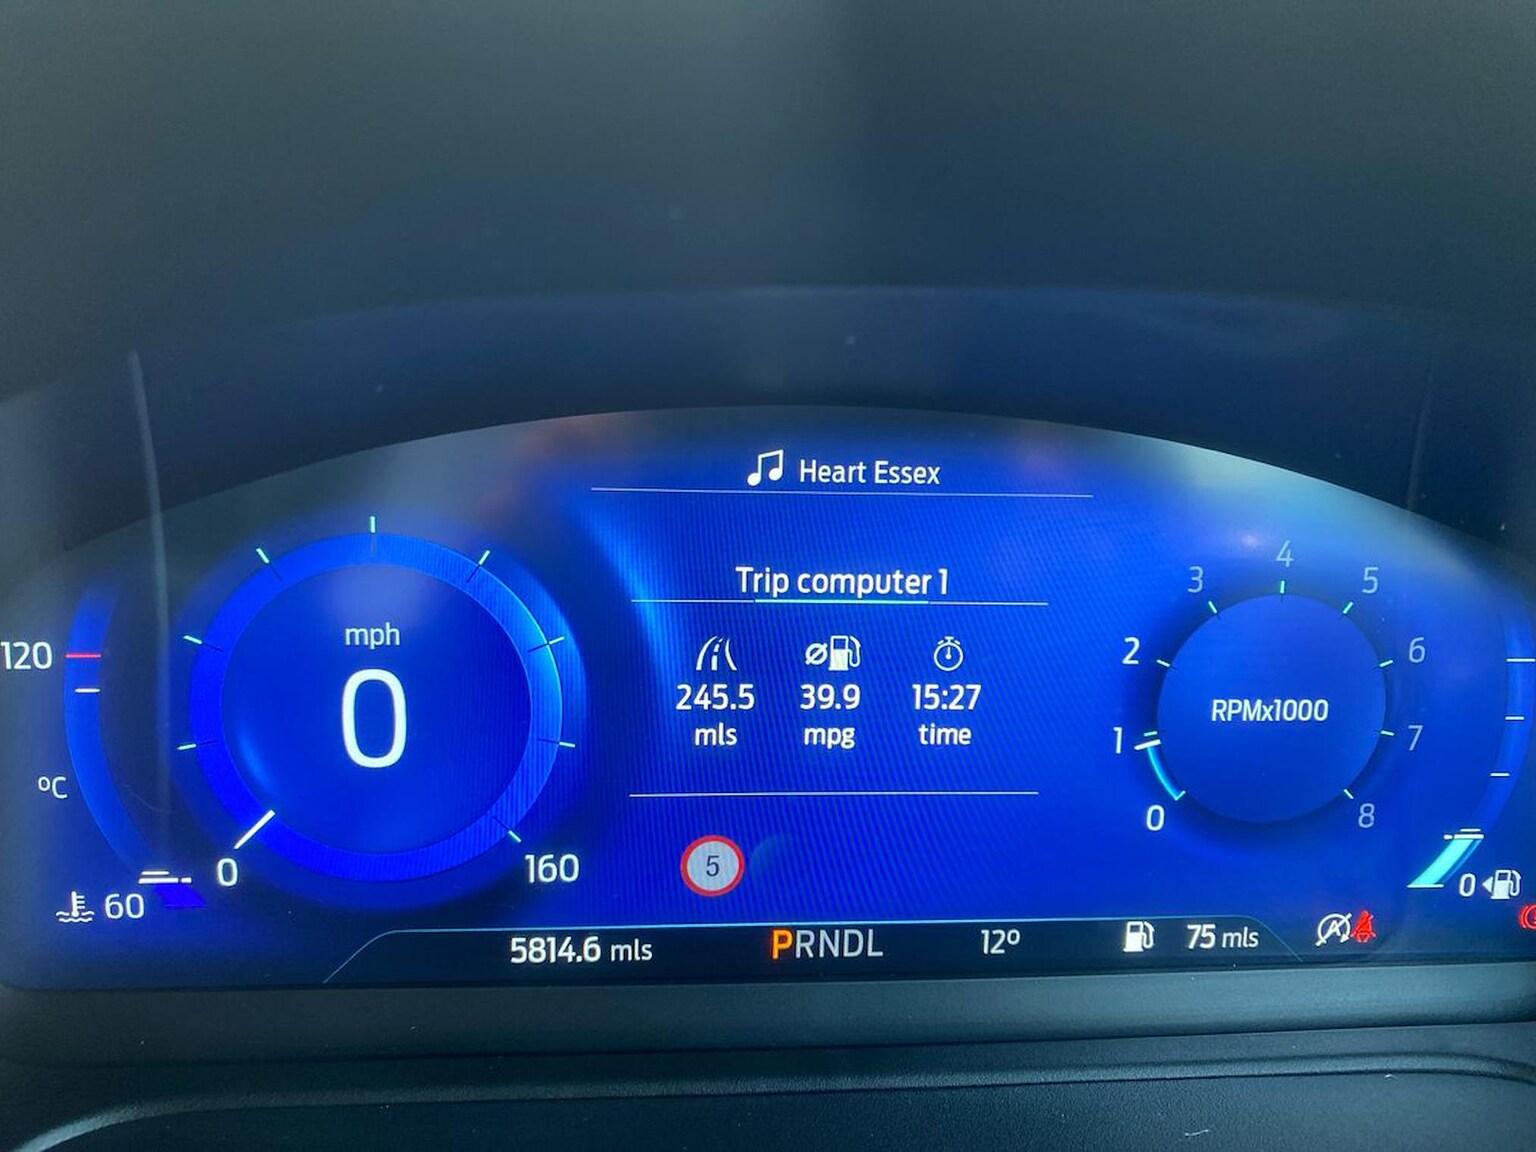 Heart Essex
Trip computer 1
245.5 39.9 15:27
mls mpg time
mph
0
0 160
120
ºC
60
5
RPMx1000
0 1 2 3 4 5 6 7 8
0
5814.6 mls PRNDL 12º 75 mls